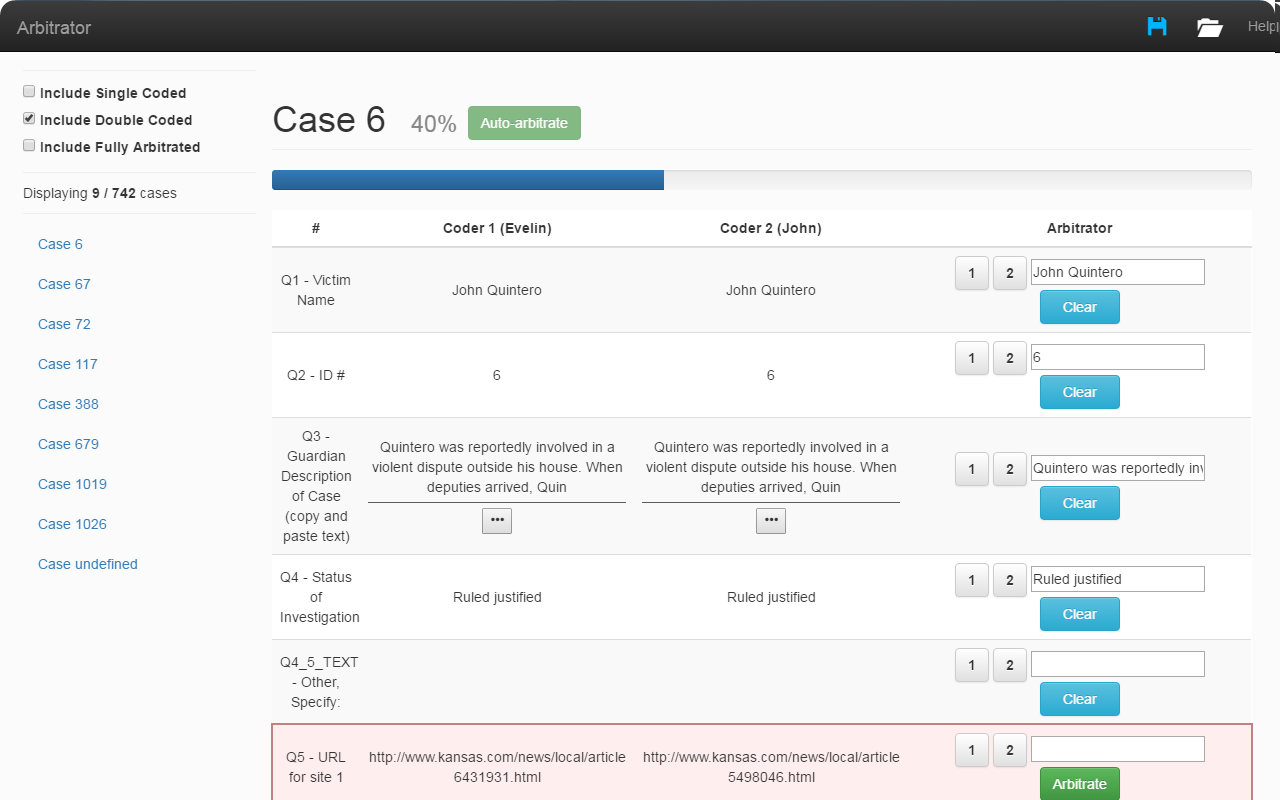 Arbitrator
Help
Include Single Coded
Include Double Coded
Include Fully Arbitrated
Displaying 9 / 742 cases
Case 6
Case 67
Case 72
Case 117
Case 388
Case 679
Case 1019
Case 1026
Case undefined
Case 6 40% Auto-arbitrate
# Coder 1 (Evelin) Coder 2 (John) Arbitrator
Q1 - Victim
Name
John Quintero
John Quintero
1 2 John Quintero
Clear
Q2 - ID #
6
6
1 2 6
Clear
Q3 -
Guardian
Description
of Case
(copy and
paste text)
Quintero was reportedly involved in a
violent dispute outside his house. When
deputies arrived, Quin
•••
Quintero was reportedly involved in a
violent dispute outside his house. When
deputies arrived, Quin
•••
1 2 Quintero was reportedly inv
Clear
Q4 - Status
of
Investigation
Ruled justified
Ruled justified
1 2 Ruled justified
Clear
Q4_5_TEXT
- Other,
Specify:
1 2
Clear
Q5 - URL
for site 1
http://www.kansas.com/news/local/article
6431931.html
http://www.kansas.com/news/local/article
5498046.html
1 2
Arbitrate